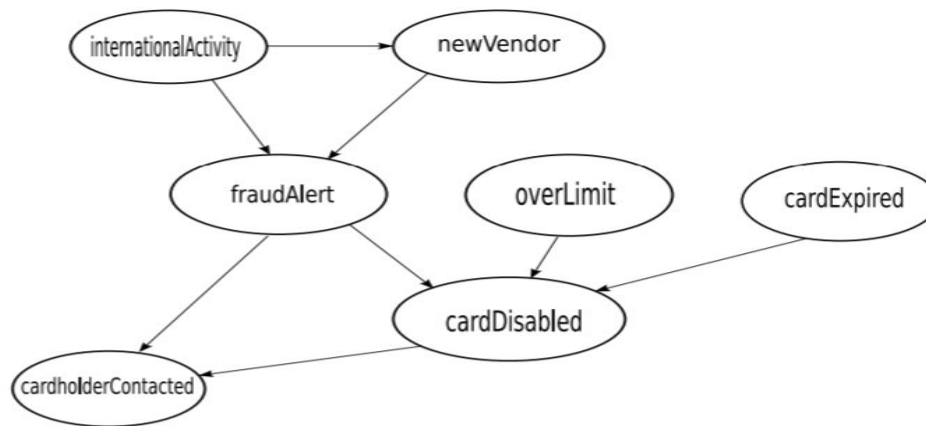 internationalActivity
newVendor
fraudAlert
overLimit
cardExpired
cardDisabled
cardholderContacted